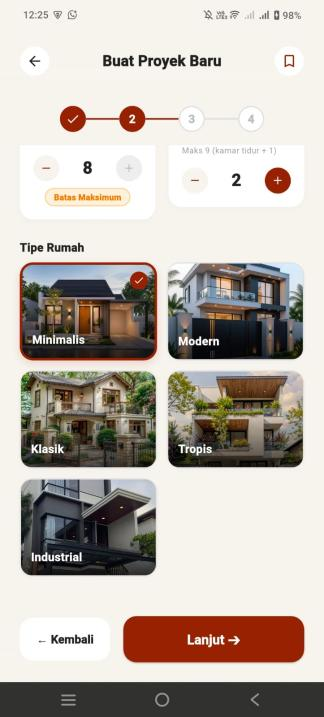 12:25
98%
Buat Proyek Baru
2
3
4
Maks 9 (kamar tidur + 1)
− 8 +
− 2 +
Batas Maksimum
Tipe Rumah
Minimalis
Modern
Klasik
Tropis
Industrial
← Kembali
Lanjut →